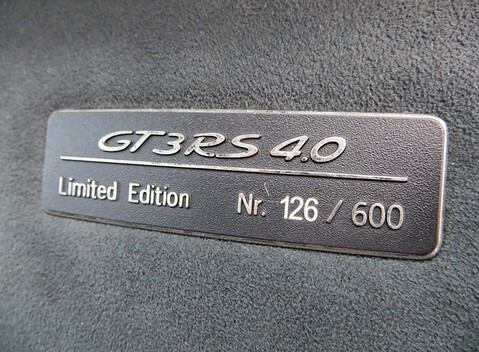 GT3RS 4.0
Limited Edition Nr. 126 / 600